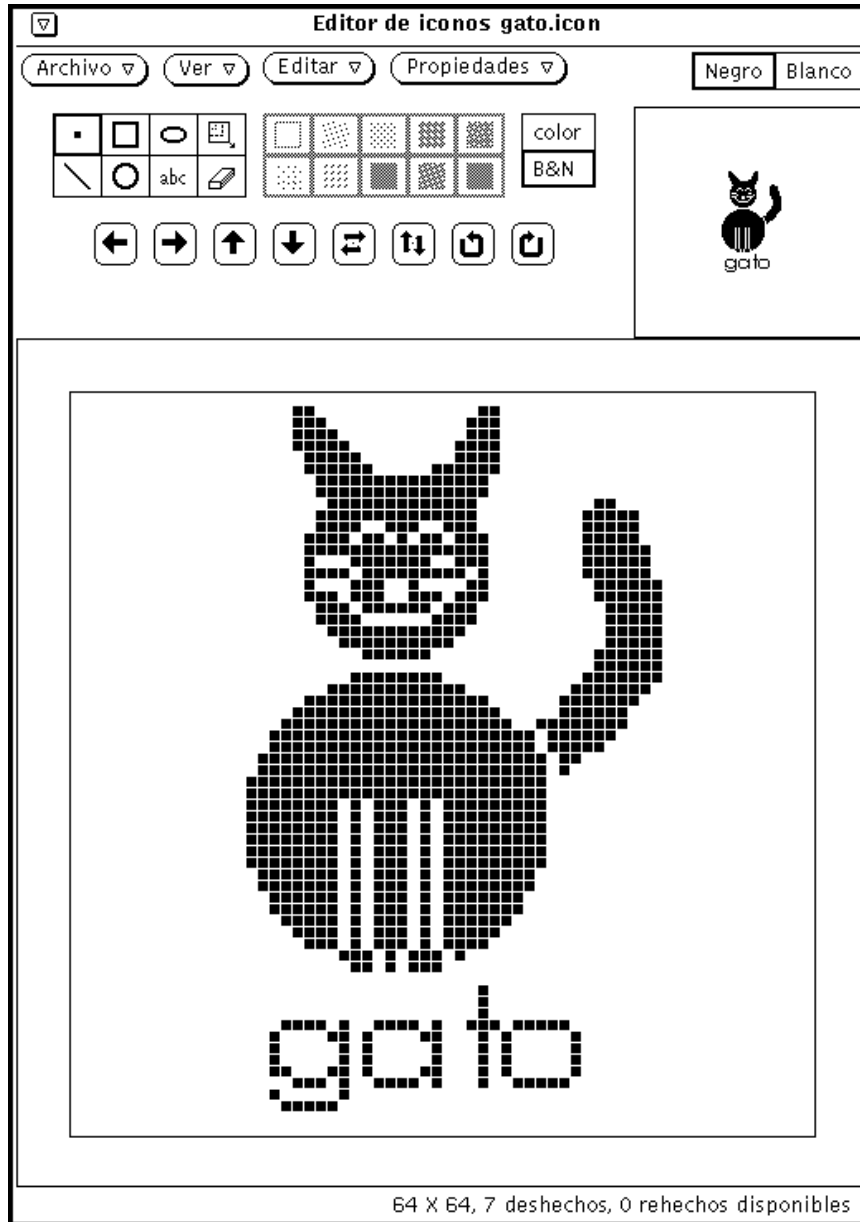 Editor de iconos gato.icon
Archivo Ver Editar Propiedades Negro Blanco
color
abc B&N
gato
gato
64 X 64, 7 deshechos, 0 rehechos disponibles